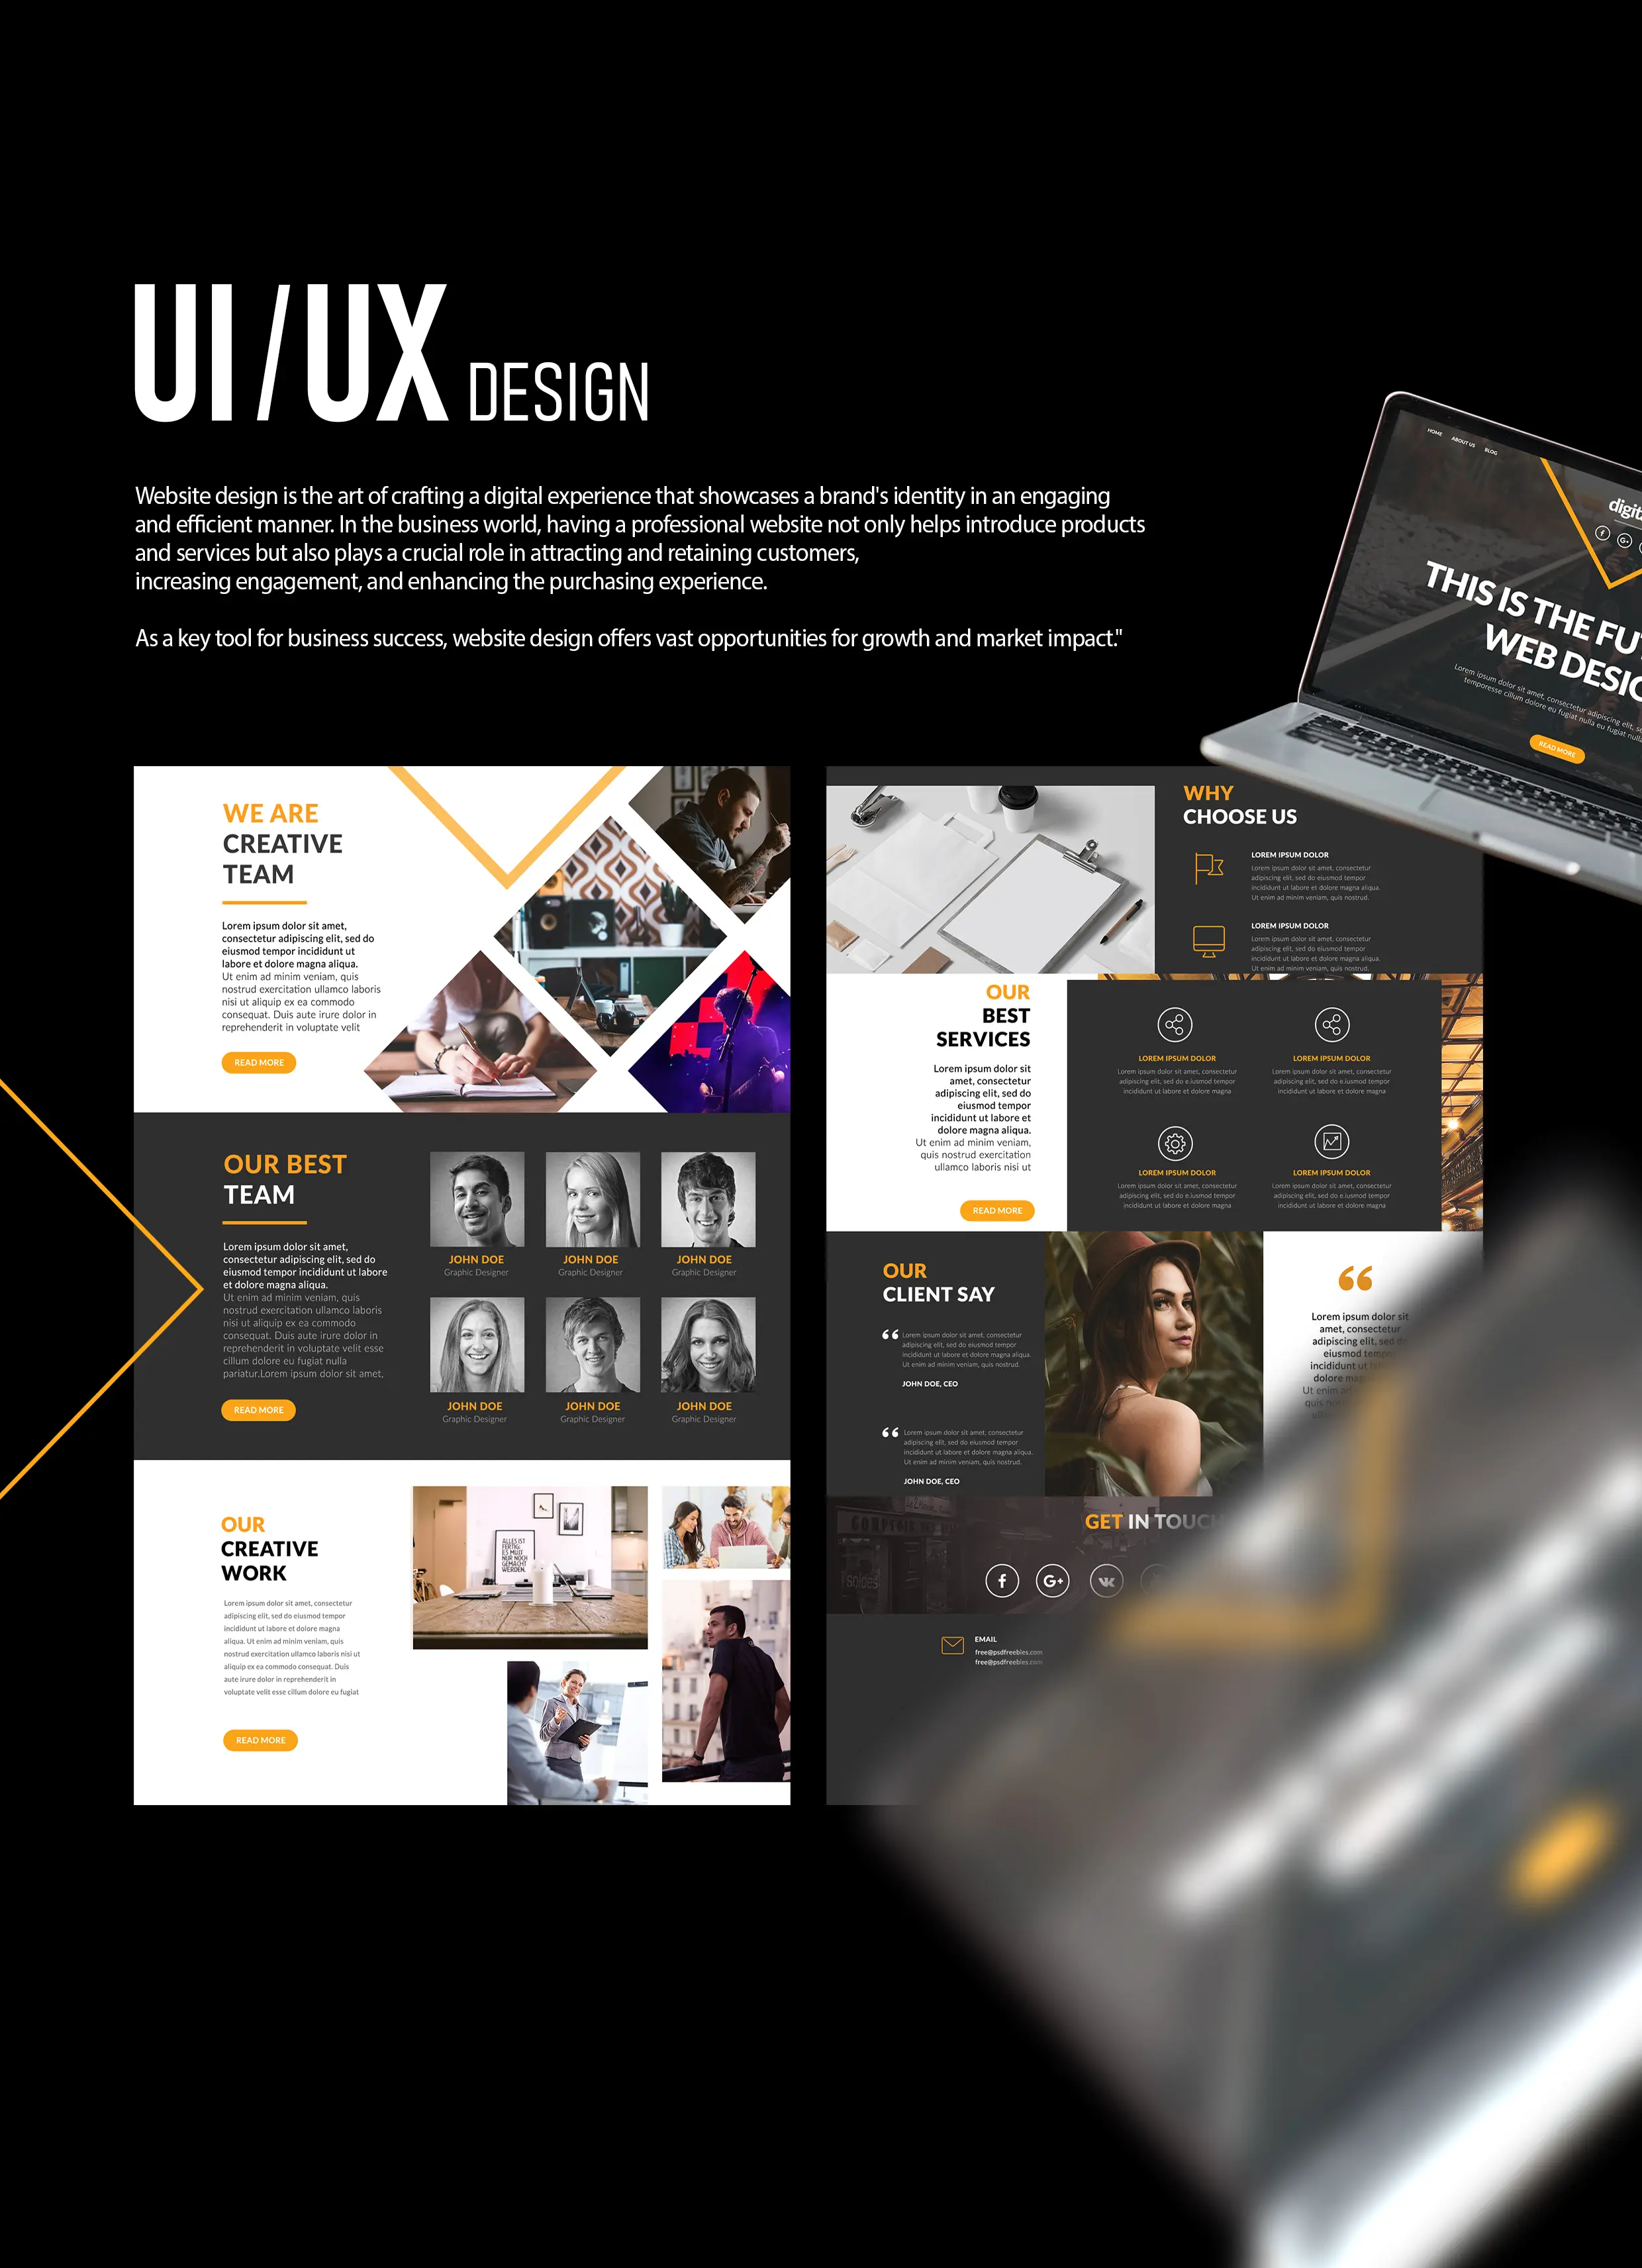 UI/UX DESIGN
Website design is the art of crafting a digital experience that showcases a brand's identity in an engaging
and efficient manner. In the business world, having a professional website not only helps introduce products
and services but also plays a crucial role in attracting and retaining customers,
increasing engagement, and enhancing the purchasing experience.
As a key tool for business success, website design offers vast opportunities for growth and market impact."
HOME ABOUT US BLOG
THIS IS THE
WEB
Lorem ipsum dolor sit amet, consectetur adipiscing elit,
temporesse cillum dolore eu fugiat nulla eu fugiat
READ MORE
WE ARE
CREATIVE
TEAM
Lorem ipsum dolor sit amet,
consectetur adipiscing elit, sed do
eiusmod tempor incididunt ut
labore et dolore magna aliqua.
Ut enim ad minim veniam, quis
nostrud exercitation ullamco laboris
nisi ut aliquip ex ea commodo
consequat. Duis aute irure dolor in
reprehenderit in voluptate velit
READ MORE
OUR BEST
TEAM
Lorem ipsum dolor sit amet,
consectetur adipiscing elit, sed do
eiusmod tempor incididunt ut labore
et dolore magna aliqua.
Ut enim ad minim veniam, quis
nostrud exercitation ullamco laboris
nisi ut aliquip ex ea commodo
consequat. Duis aute irure dolor in
reprehenderit in voluptate velit esse
cillum dolore eu fugiat nulla
pariatur.Lorem ipsum dolor sit amet,
READ MORE
JOHN DOE JOHN DOE JOHN DOE
Graphic Designer Graphic Designer Graphic Designer
JOHN DOE JOHN DOE JOHN DOE
Graphic Designer Graphic Designer Graphic Designer
OUR
CREATIVE
WORK
Lorem ipsum dolor sit amet, consectetur
adipiscing elit, sed do eiusmod tempor
incididunt ut labore et dolore magna
aliqua. Ut enim ad minim veniam, quis
nostrud exercitation ullamco laboris nisi ut
aliquip ex ea commodo consequat. Duis
aute irure dolor in reprehenderit in
voluptate velit esse cillum dolore eu fugiat
READ MORE
ALLES IST
FERTIG.
ES MUSS
NUR NOCH
GEMACHT
WERDEN.
WHY
CHOOSE US
LOREM IPSUM DOLOR
Lorem ipsum dolor sit amet, consectetur
adipiscing elit, sed do eiusmod tempor
incididunt ut labore et dolore magna aliqua.
Ut enim ad minim veniam, quis nostrud.
LOREM IPSUM DOLOR
Lorem ipsum dolor sit amet, consectetur
adipiscing elit, sed do eiusmod tempor
incididunt ut labore et dolore magna aliqua.
Ut enim ad minim veniam, quis nostrud.
OUR
BEST
SERVICES
Lorem ipsum dolor sit
amet, consectetur
adipiscing elit, sed do
eiusmod tempor
incididunt ut labore et
dolore magna aliqua.
Ut enim ad minim veniam,
quis nostrud exercitation
ullamco laboris nisi ut
READ MORE
LOREM IPSUM DOLOR LOREM IPSUM DOLOR
Lorem ipsum dolor sit amet, consectetur Lorem ipsum dolor sit amet, consectetur
adipiscing elit, sed do e.iusmod tempor adipiscing elit, sed do e.iusmod tempor
incididunt ut labore et dolore magna incididunt ut labore et dolore magna
LOREM IPSUM DOLOR LOREM IPSUM DOLOR
Lorem ipsum dolor sit amet, consectetur Lorem ipsum dolor sit amet, consectetur
adipiscing elit, sed do e.iusmod tempor adipiscing elit, sed do e.iusmod tempor
incididunt ut labore et dolore magna incididunt ut labore et dolore magna
OUR
CLIENT SAY
“ Lorem ipsum dolor sit amet, consectetur
adipiscing elit, sed do eiusmod tempor
incididunt ut labore et dolore magna aliqua.
Ut enim ad minim veniam, quis nostrud.
JOHN DOE, CEO
“ Lorem ipsum dolor sit amet, consectetur
adipiscing elit, sed do eiusmod tempor
incididunt ut labore et dolore magna aliqua.
Ut enim ad minim veniam, quis nostrud.
JOHN DOE, CEO
“
Lorem ipsum dolor sit
amet, consectetur
adipiscing elit, sed do
eiusmod tempor
incididunt ut
dolore
Ut enim ad
quis
GET IN TOUCH
f G+ VK
EMAIL
free@psdfreebies.com
free@psdfreebies.com